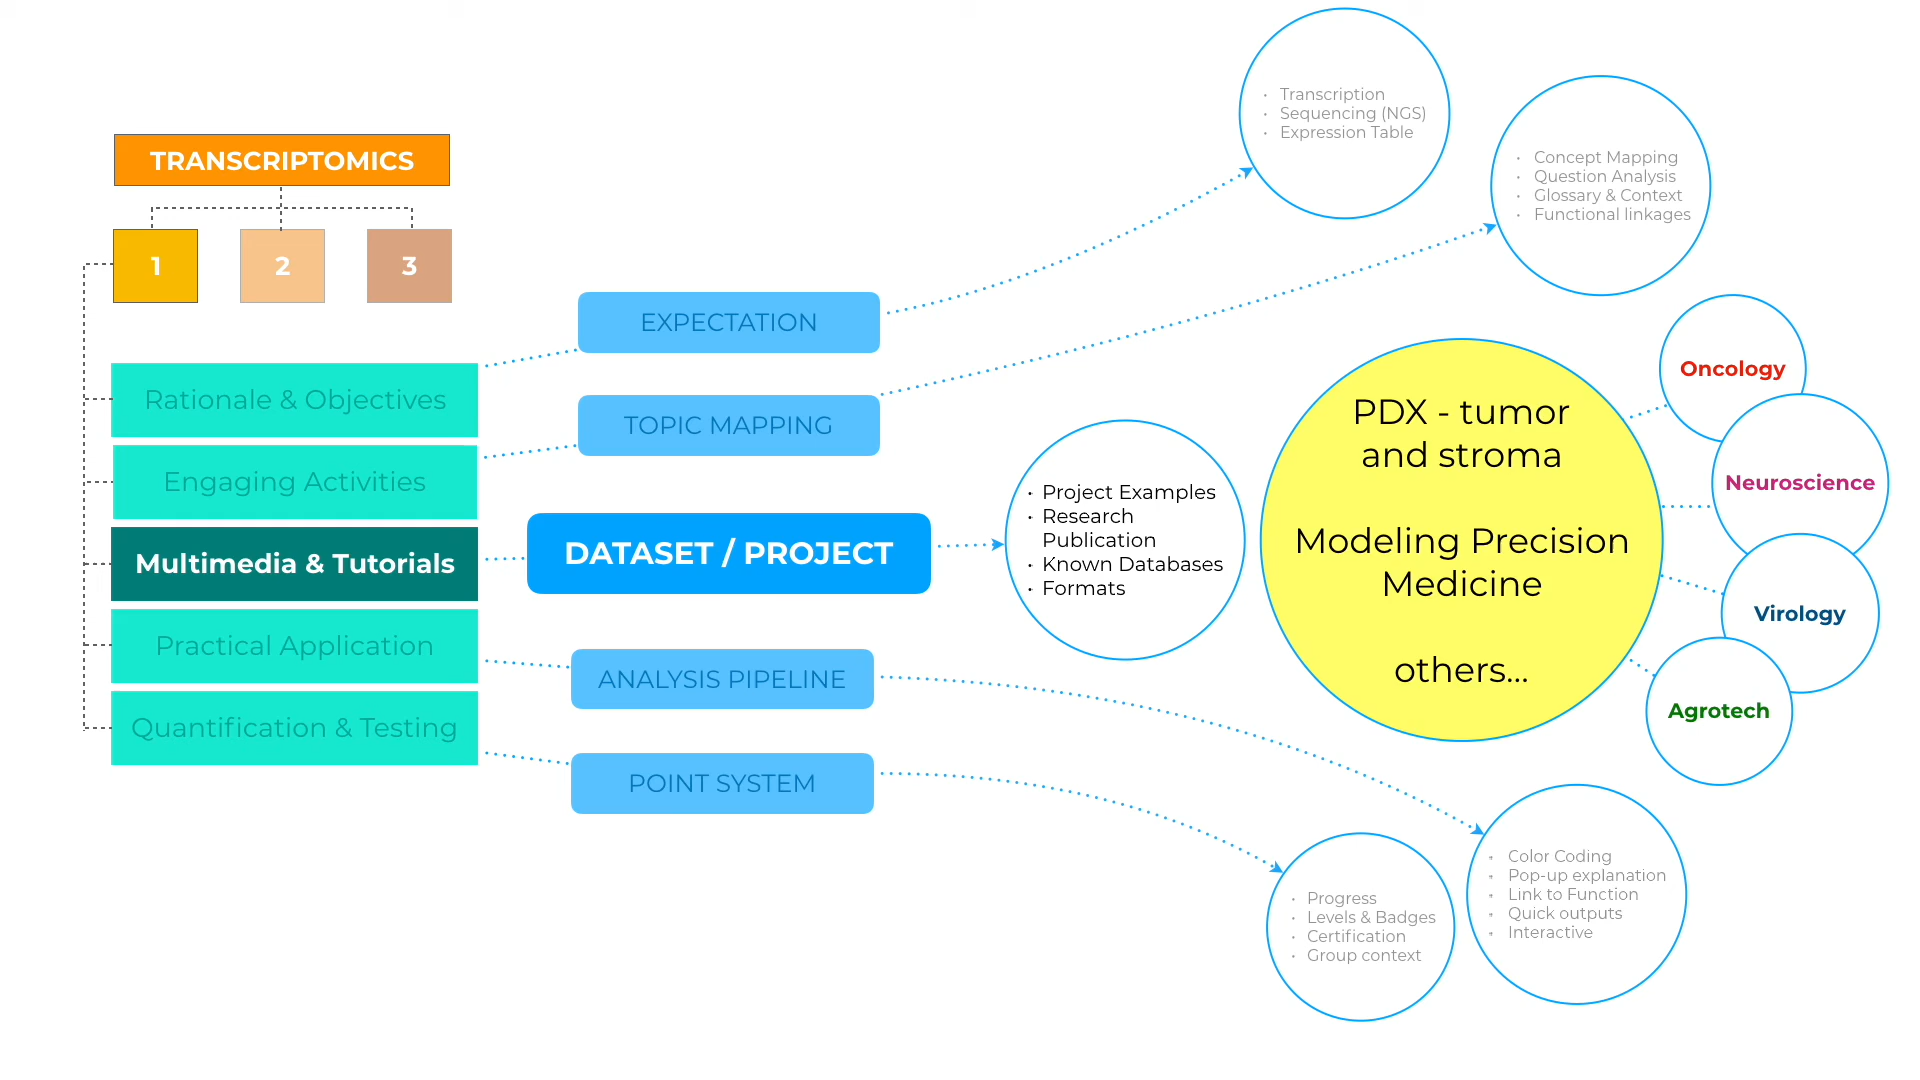 TRANSCRIPTOMICS
1
2
3
Rationale & Objectives
Engaging Activities
Multimedia & Tutorials
Practical Application
Quantification & Testing
EXPECTATION
TOPIC MAPPING
DATASET / PROJECT
ANALYSIS PIPELINE
POINT SYSTEM
• Transcription
• Sequencing (NGS)
• Expression Table
• Concept Mapping
• Question Analysis
• Glossary & Context
• Functional linkages
• Project Examples
• Research
Publication
• Known Databases
• Formats
PDX - tumor
and stroma
Modeling Precision
Medicine
others...
Oncology
Neuroscience
Virology
Agrotech
• Color Coding
• Pop-up explanation
• Link to Function
• Quick outputs
• Interactive
• Progress
• Levels & Badges
• Certification
• Group context